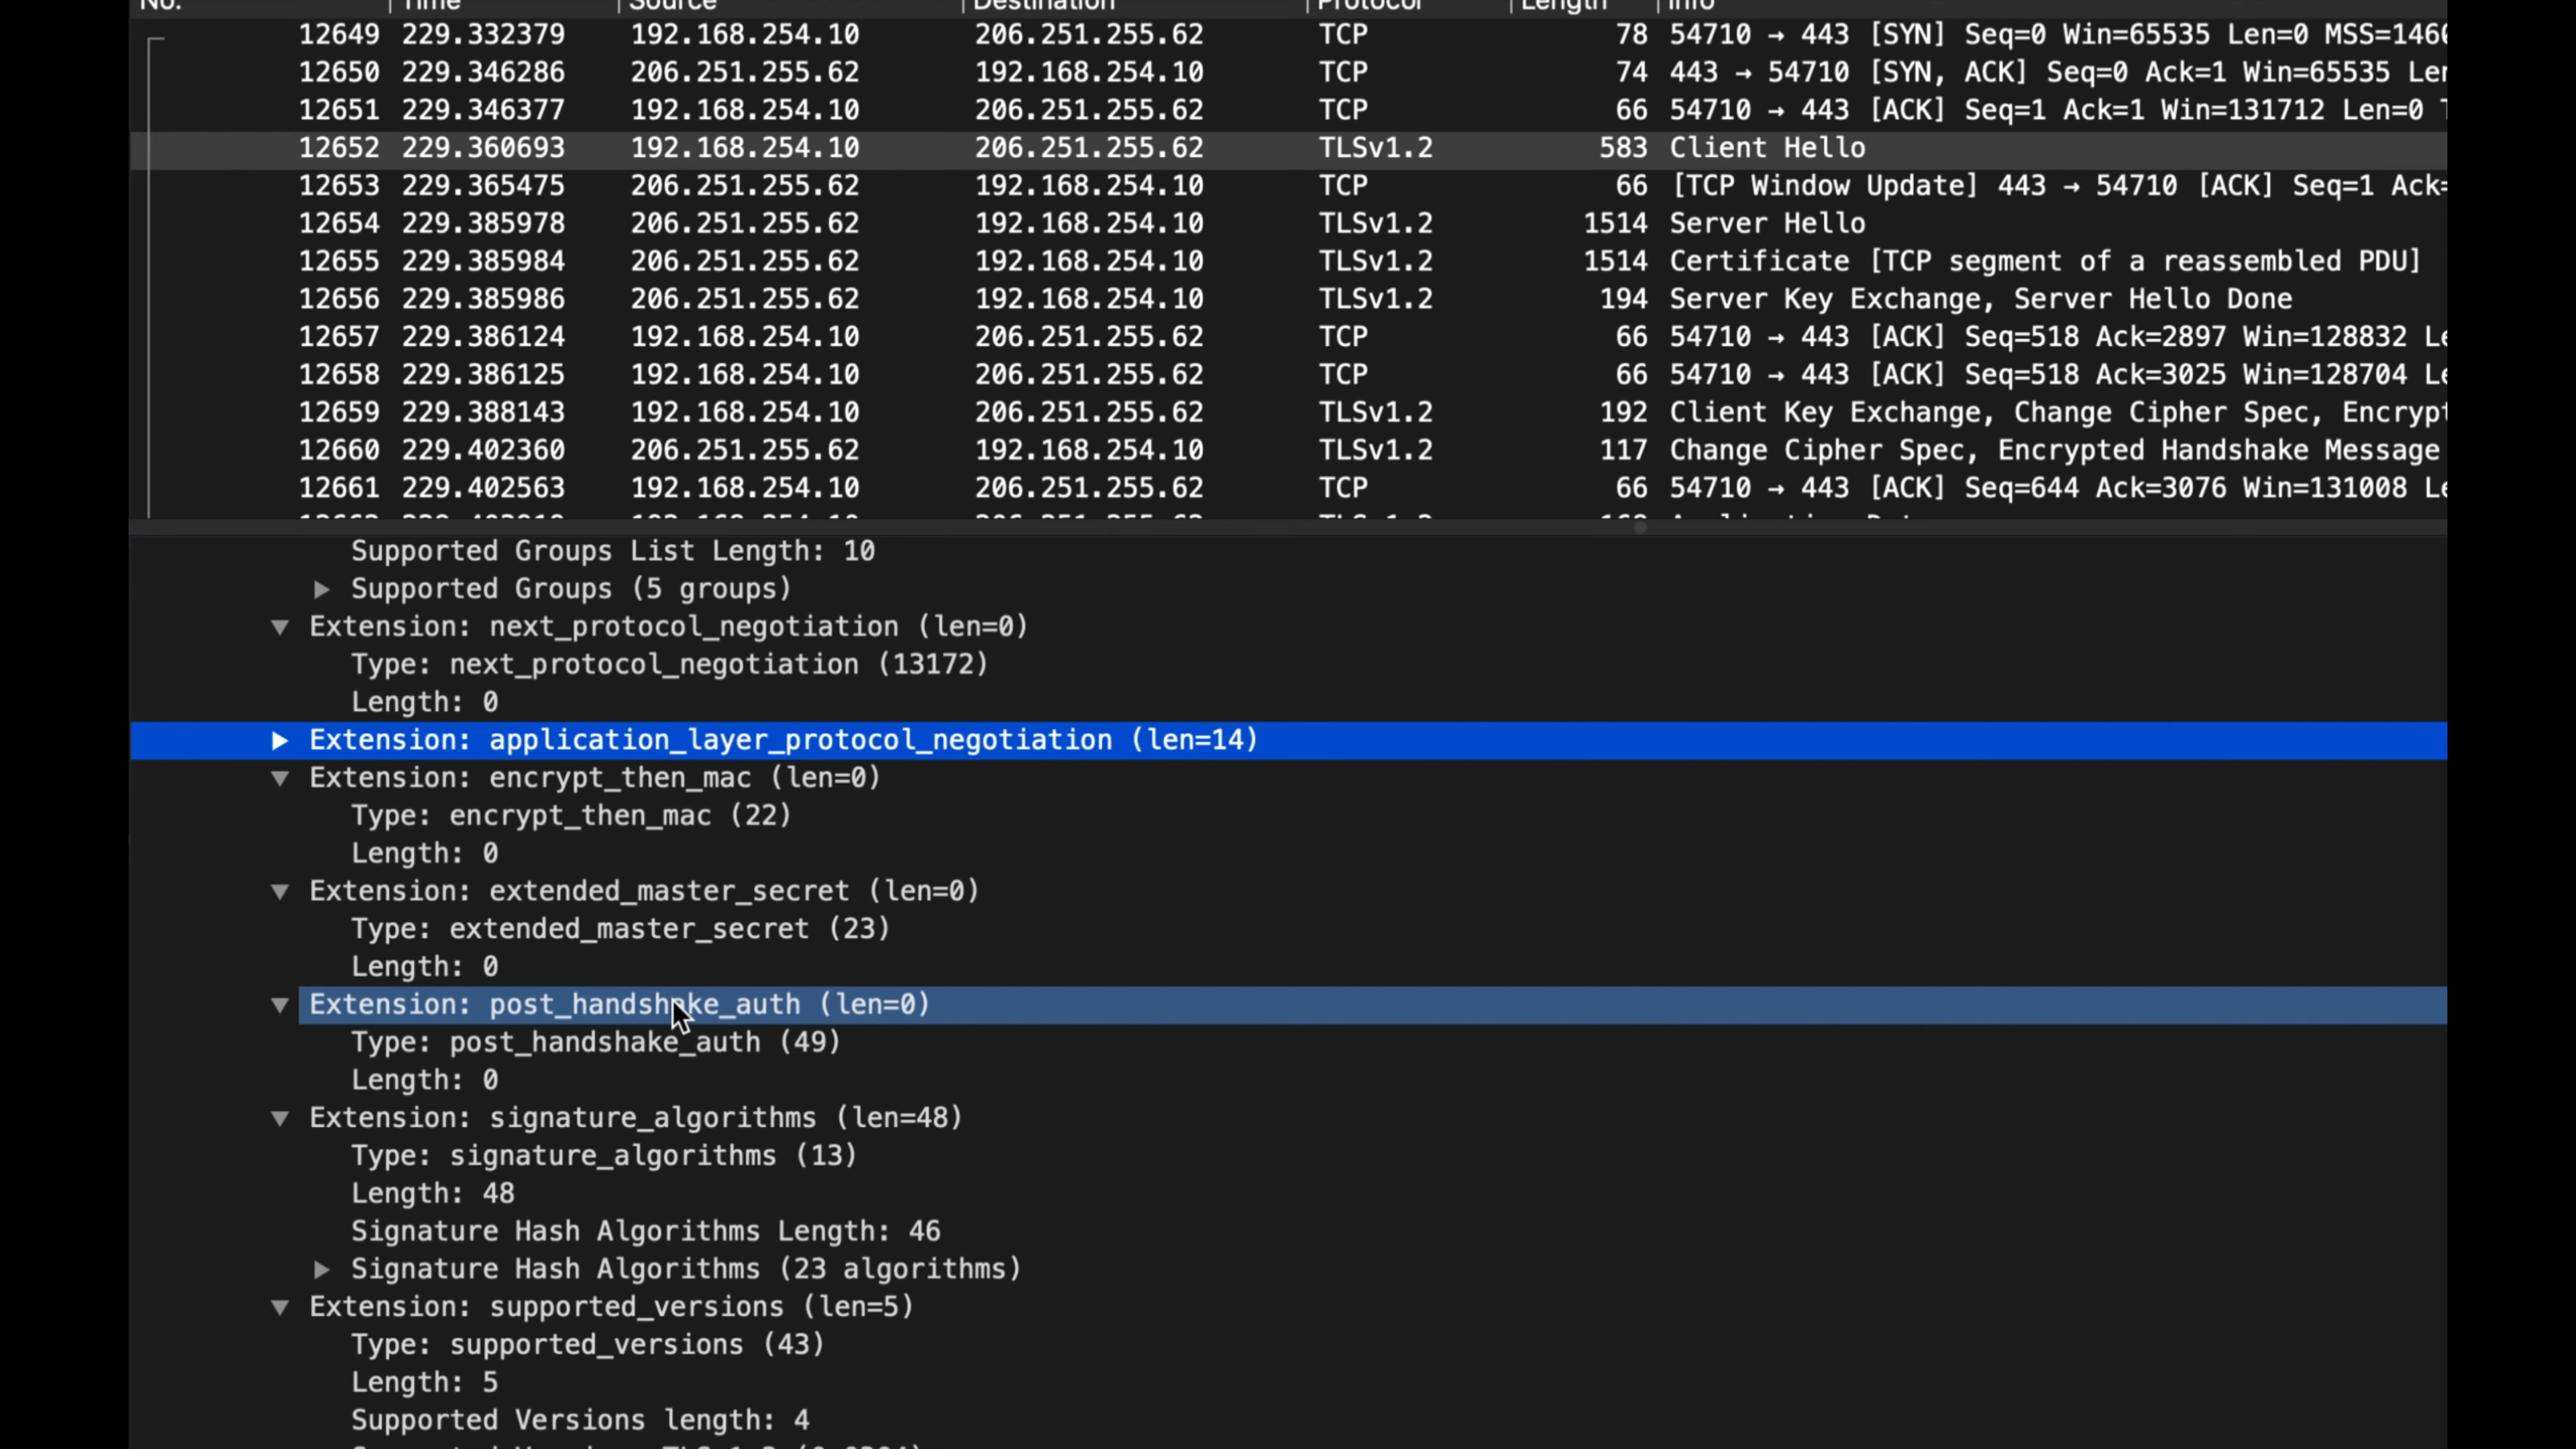 No. Time Source Destination Protocol Length Info
12649 229.332379 192.168.254.10 206.251.255.62 TCP 78 54710 → 443 [SYN] Seq=0 Win=65535 Len=0
12650 229.346286 206.251.255.62 192.168.254.10 TCP 74 443 → 54710 [SYN, ACK] Seq=0 Ack=1 Win=65535
12651 229.346377 192.168.254.10 206.251.255.62 TCP 66 54710 → 443 [ACK] Seq=1 Ack=1 Win=131712 Len=0
12652 229.360693 192.168.254.10 206.251.255.62 TLSv1.2 583 Client Hello
12653 229.365475 206.251.255.62 192.168.254.10 TCP 66 [TCP Window Update] 443 → 54710 [ACK] Seq=1 Ack=
12654 229.385978 206.251.255.62 192.168.254.10 TLSv1.2 1514 Server Hello
12655 229.385984 206.251.255.62 192.168.254.10 TLSv1.2 1514 Certificate [TCP segment of a reassembled PDU]
12656 229.385986 206.251.255.62 192.168.254.10 TLSv1.2 194 Server Key Exchange, Server Hello Done
12657 229.386124 192.168.254.10 206.251.255.62 TCP 66 54710 → 443 [ACK] Seq=518 Ack=2897 Win=128832
12658 229.386125 192.168.254.10 206.251.255.62 TCP 66 54710 → 443 [ACK] Seq=518 Ack=3025 Win=128704
12659 229.388143 192.168.254.10 206.251.255.62 TLSv1.2 192 Client Key Exchange, Change Cipher Spec, Encrypt
12660 229.402360 206.251.255.62 192.168.254.10 TLSv1.2 117 Change Cipher Spec, Encrypted Handshake Message
12661 229.402563 192.168.254.10 206.251.255.62 TCP 66 54710 → 443 [ACK] Seq=644 Ack=3076 Win=131008
Supported Groups List Length: 10
Supported Groups (5 groups)
Extension: next_protocol_negotiation (len=0)
Type: next_protocol_negotiation (13172)
Length: 0
Extension: application_layer_protocol_negotiation (len=14)
Extension: encrypt_then_mac (len=0)
Type: encrypt_then_mac (22)
Length: 0
Extension: extended_master_secret (len=0)
Type: extended_master_secret (23)
Length: 0
Extension: post_handshake_auth (len=0)
Type: post_handshake_auth (49)
Length: 0
Extension: signature_algorithms (len=48)
Type: signature_algorithms (13)
Length: 48
Signature Hash Algorithms Length: 46
Signature Hash Algorithms (23 algorithms)
Extension: supported_versions (len=5)
Type: supported_versions (43)
Length: 5
Supported Versions length: 4